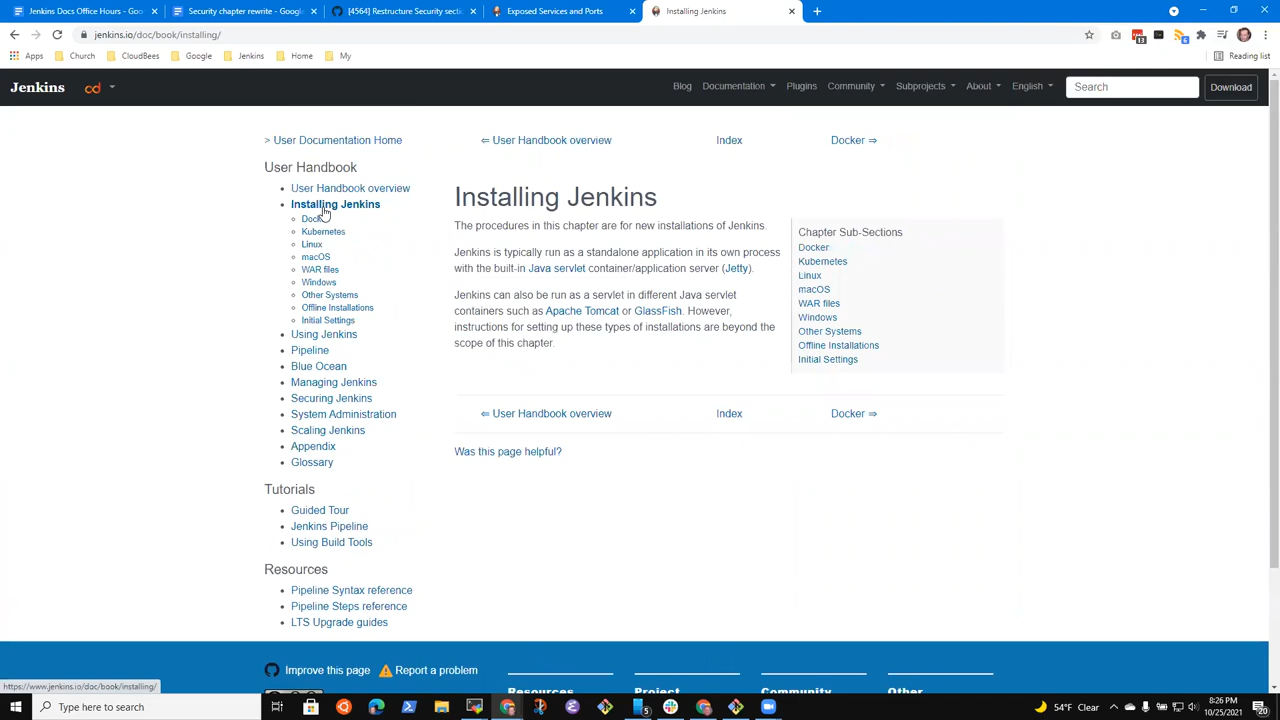 Jenkins Docs Office Hours - Goo
Security chapter rewrite - Google
[4564] Restructure Security secti
Exposed Services and Ports
Installing Jenkins
jenkins.io/doc/book/installing/
13
6
Apps
Church
CloudBees
Google
Jenkins
Home
My
Reading list
Jenkins
cd
Blog
Documentation
Plugins
Community
Subprojects
About
English
Search
Download
> User Documentation Home
⇐ User Handbook overview
Index
Docker ⇒
User Handbook
User Handbook overview
Installing Jenkins
Docker
Kubernetes
Linux
macOS
WAR files
Windows
Other Systems
Offline Installations
Initial Settings
Using Jenkins
Pipeline
Blue Ocean
Managing Jenkins
Securing Jenkins
System Administration
Scaling Jenkins
Appendix
Glossary
Tutorials
Guided Tour
Jenkins Pipeline
Using Build Tools
Resources
Pipeline Syntax reference
Pipeline Steps reference
LTS Upgrade guides
Installing Jenkins
The procedures in this chapter are for new installations of Jenkins.
Jenkins is typically run as a standalone application in its own process
with the built-in Java servlet container/application server (Jetty).
Jenkins can also be run as a servlet in different Java servlet
containers such as Apache Tomcat or GlassFish. However,
instructions for setting up these types of installations are beyond the
scope of this chapter.
Chapter Sub-Sections
Docker
Kubernetes
Linux
macOS
WAR files
Windows
Other Systems
Offline Installations
Initial Settings
⇐ User Handbook overview
Index
Docker ⇒
Was this page helpful?
Improve this page
Report a problem
Resources
Project
Community
Other
https://www.jenkins.io/doc/book/installing/
Type here to search
5
54°F Clear
8:26 PM
10/25/2021
20